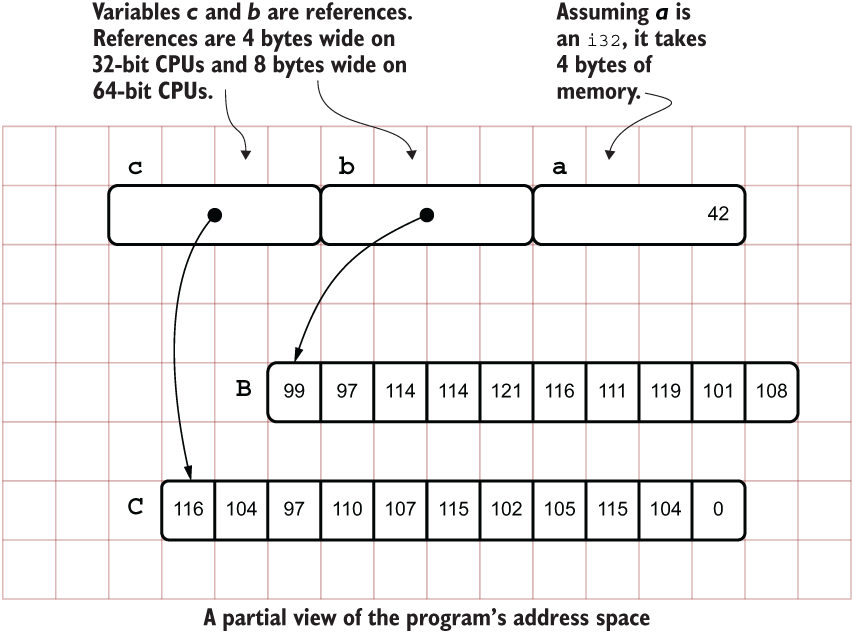 Variables c and b are references.
References are 4 bytes wide on
32-bit CPUs and 8 bytes wide on
64-bit CPUs.
Assuming a is
an i32, it takes
4 bytes of
memory.
c b a
42
B 99 97 114 114 121 116 111 119 101 108
C 116 104 97 110 107 115 102 105 115 104 0
A partial view of the program’s address space